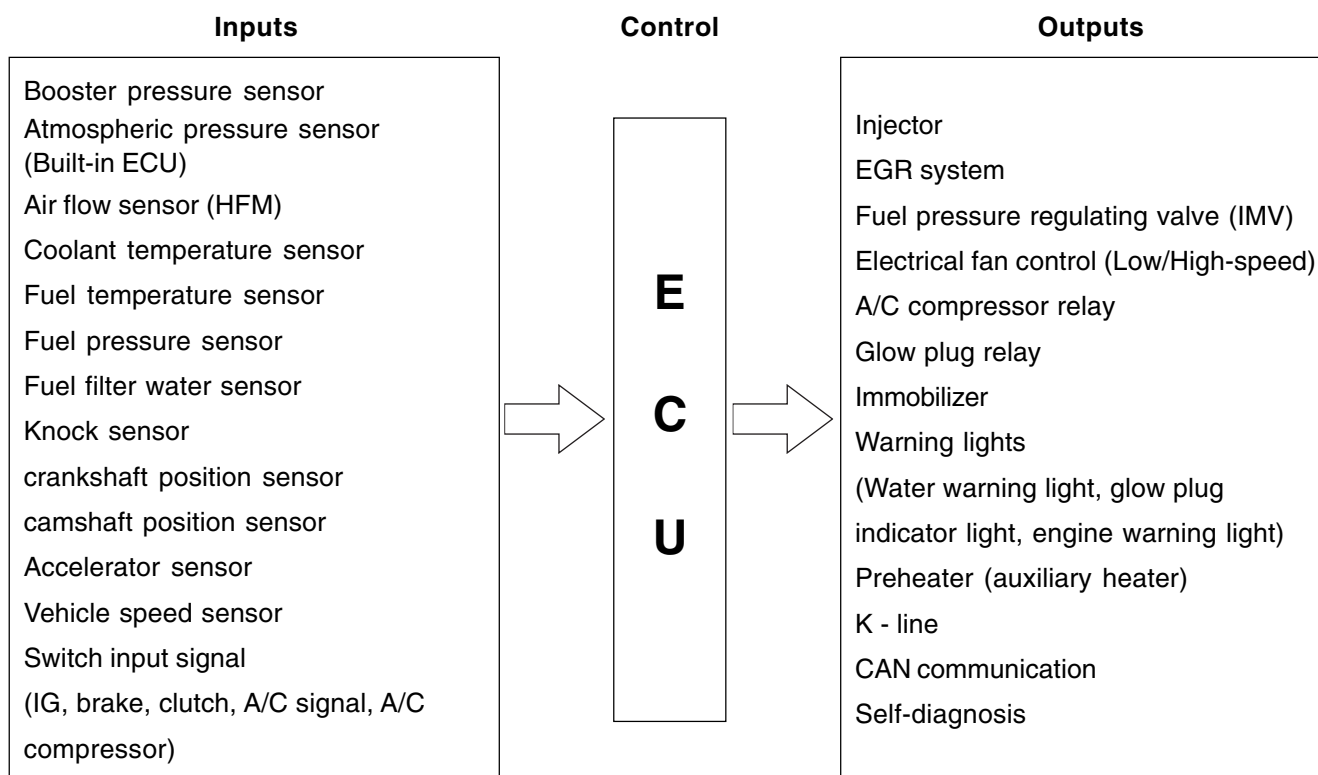 Inputs
Control
Outputs
Booster pressure sensor
Atmospheric pressure sensor
(Built-in ECU)
Air flow sensor (HFM)
Coolant temperature sensor
Fuel temperature sensor
Fuel pressure sensor
Fuel filter water sensor
Knock sensor
crankshaft position sensor
camshaft position sensor
Accelerator sensor
Vehicle speed sensor
Switch input signal
(IG, brake, clutch, A/C signal, A/C
compressor)
E
C
U
Injector
EGR system
Fuel pressure regulating valve (IMV)
Electrical fan control (Low/High-speed)
A/C compressor relay
Glow plug relay
Immobilizer
Warning lights
(Water warning light, glow plug
indicator light, engine warning light)
Preheater (auxiliary heater)
K - line
CAN communication
Self-diagnosis